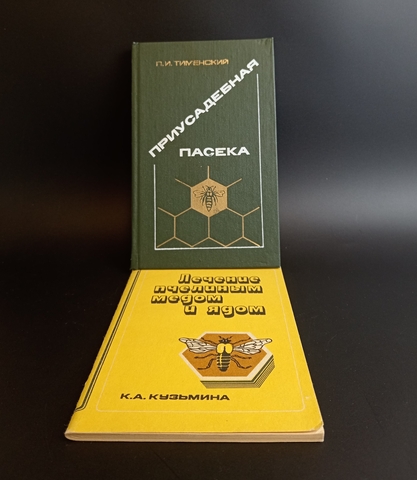 П.И. ТИМЕНСКИЙ
ПРИУСАДЕБНАЯ
ПАСЕКА
Лечение
пчелиным
медом
и ядом
К.А. КУЗЬМИНА